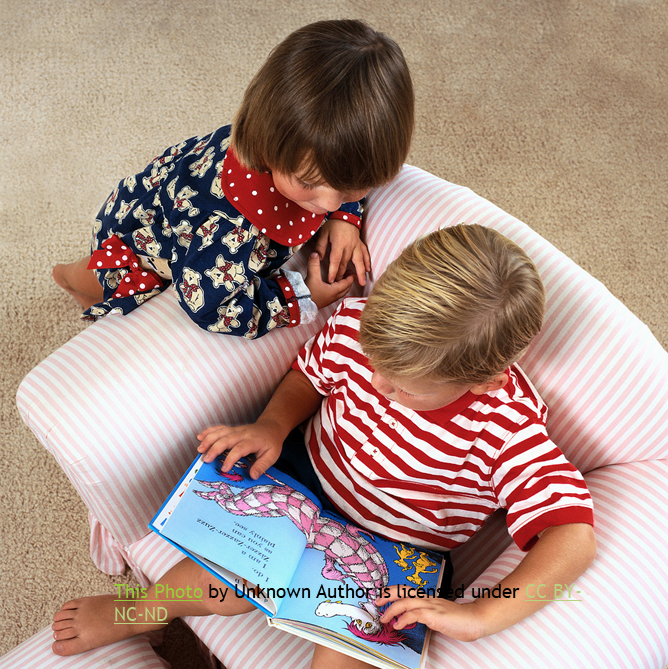 I do.
I am a
Zizzer-Zazzer-Zuzz
as you can
plainly see.
This Photo by Unknown Author is licensed under CC BY-
NC-ND